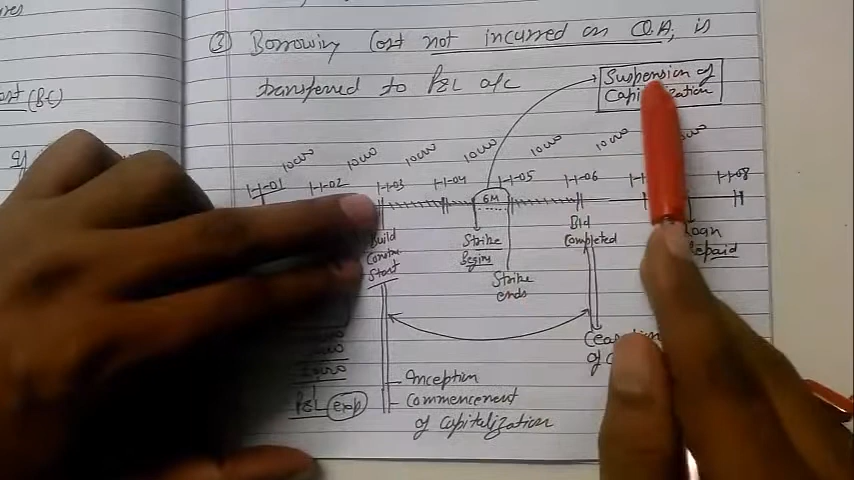 ost (BC)
③ Borrowing Cost not incurred on Q.A, is
transferred to P&L a/c
Suspension of
10000 10000 10000 10000 10000 10000
1-1-01 1-1-02 1-1-03 1-1-04 1-1-05 1-1-06 1-1-08
6M
Build
Start
Strike
Begins
Strike
ends
Bld
Completed
Loan
Repaid
P&L exp
Inception
Commencement
of capitalization